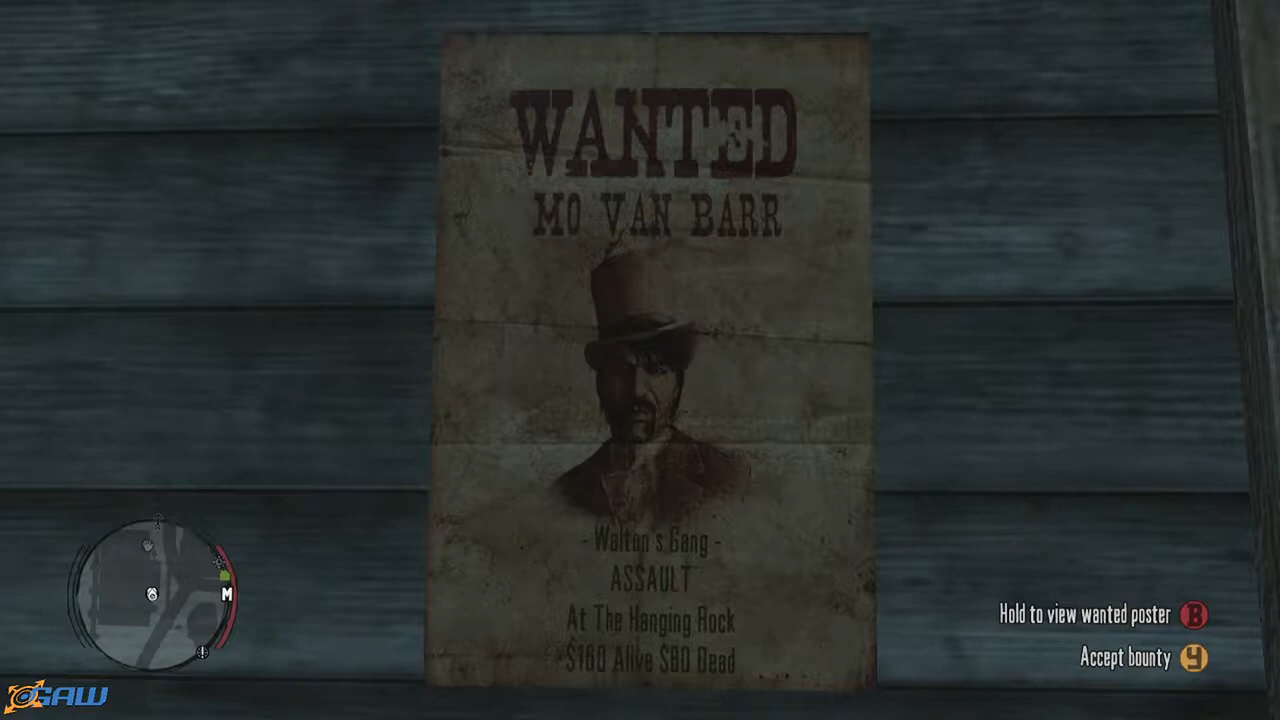 WANTED
MO VAN BARR
- Walton's Gang -
ASSAULT
At The Hanging Rock
$160 Alive $80 Dead
M
Hold to view wanted poster B
Accept bounty Y
GAW